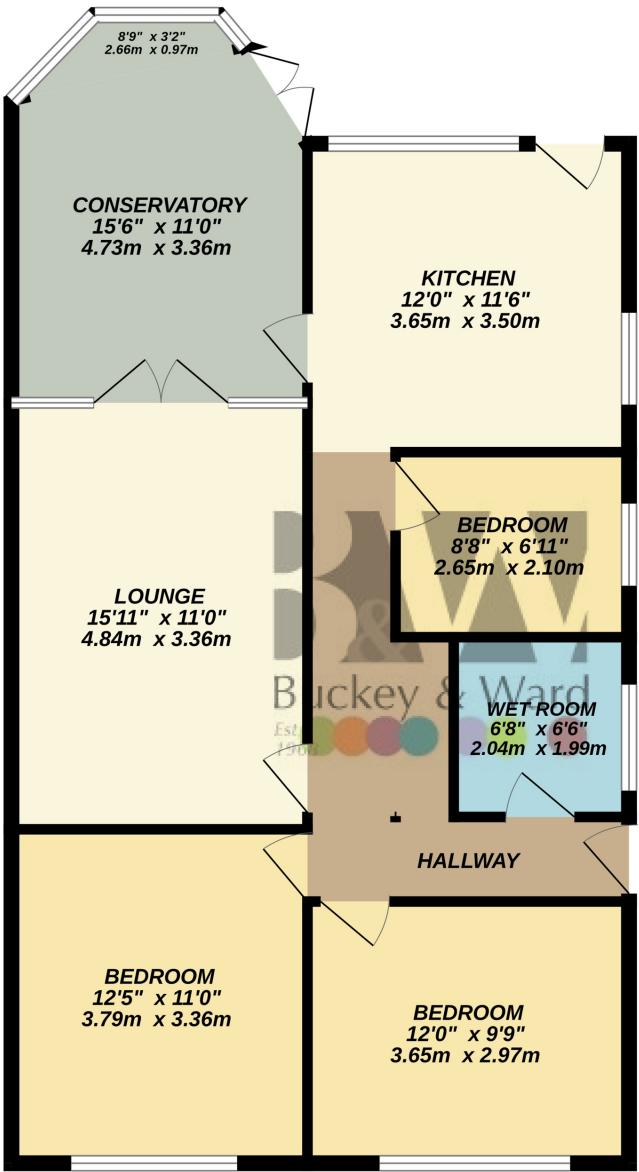 8'9" x 3'2"
2.66m x 0.97m
CONSERVATORY
15'6" x 11'0"
4.73m x 3.36m
KITCHEN
12'0" x 11'6"
3.65m x 3.50m
BEDROOM
8'8" x 6'11"
2.65m x 2.10m
LOUNGE
15'11" x 11'0"
4.84m x 3.36m
B&W
Buckey & Ward
Est.
1968
WET ROOM
6'8" x 6'6"
2.04m x 1.99m
HALLWAY
BEDROOM
12'5" x 11'0"
3.79m x 3.36m
BEDROOM
12'0" x 9'9"
3.65m x 2.97m